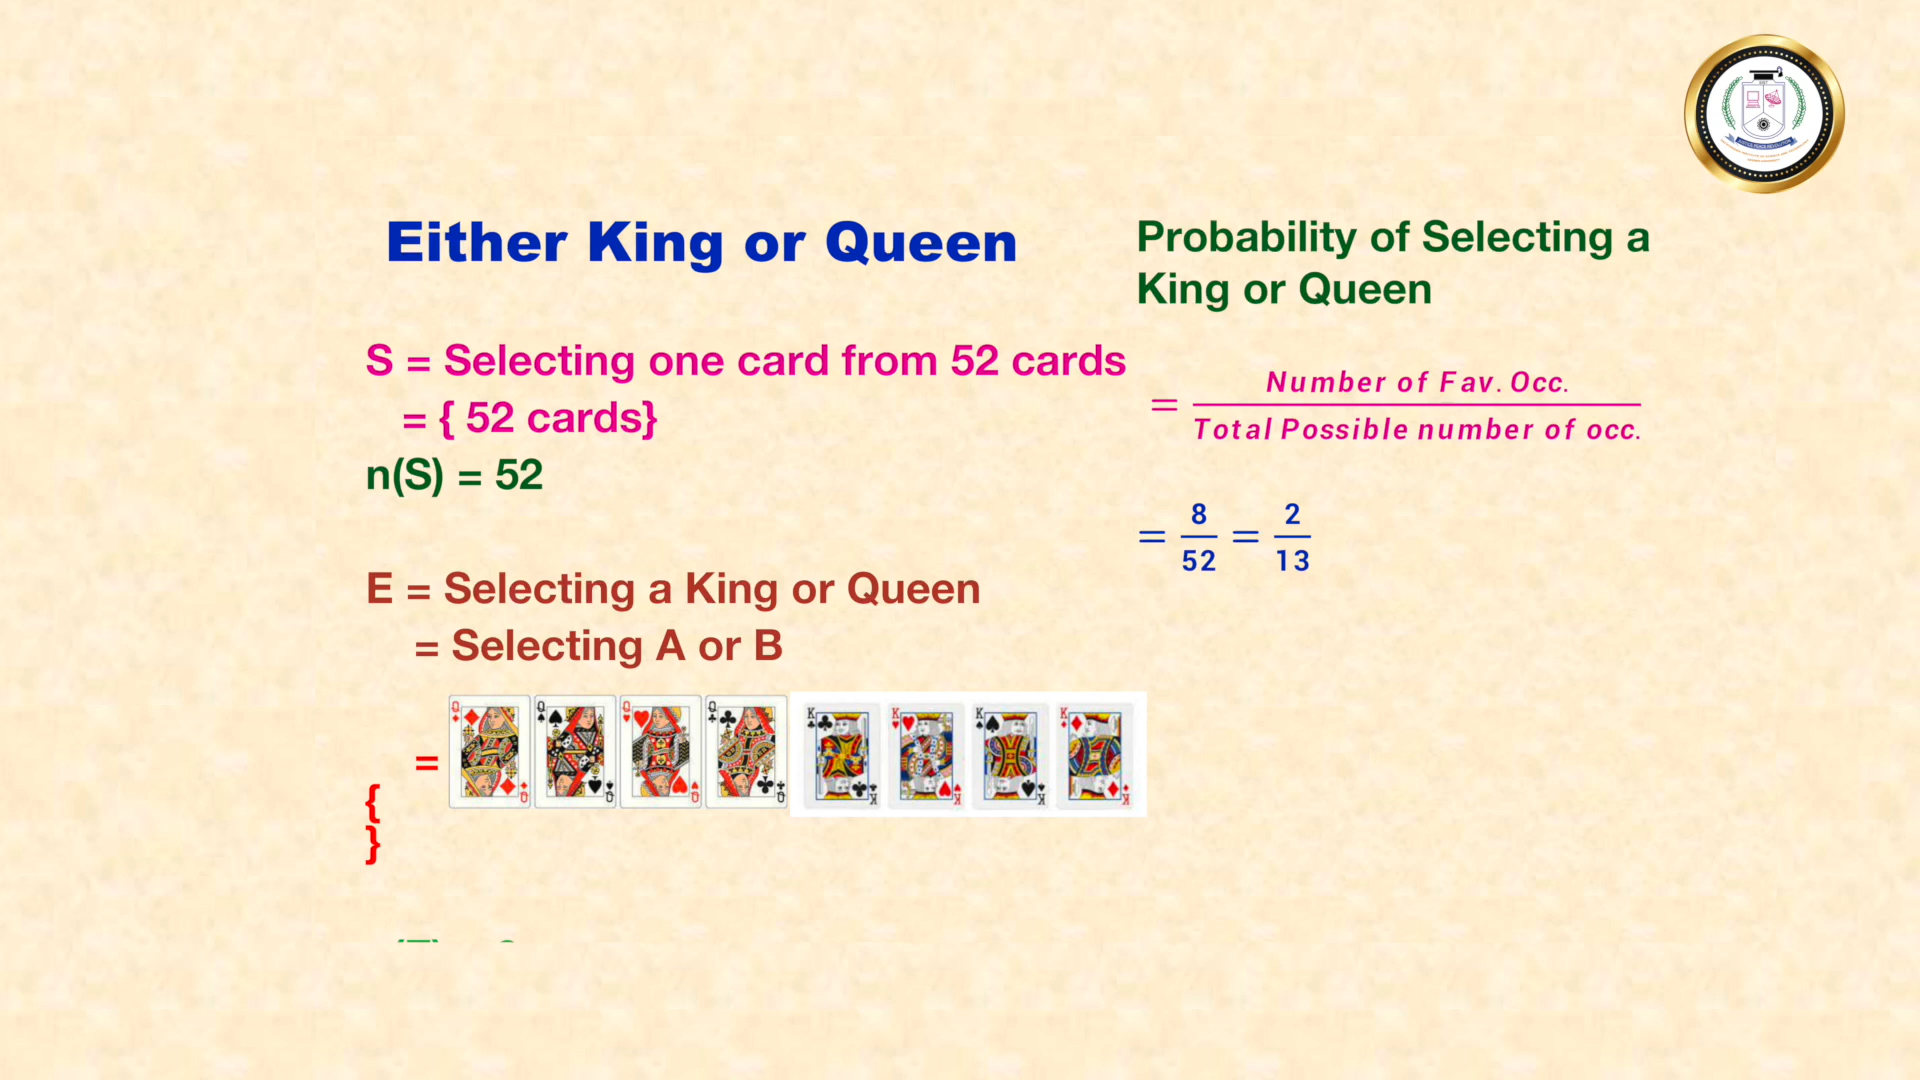 Either King or Queen
S = Selecting one card from 52 cards
= { 52 cards}
n(S) = 52
E = Selecting a King or Queen
= Selecting A or B
=
{
}
Probability of Selecting a
King or Queen
= Number of Fav. Occ.
Total Possible number of occ.
= 8/52 = 2/13